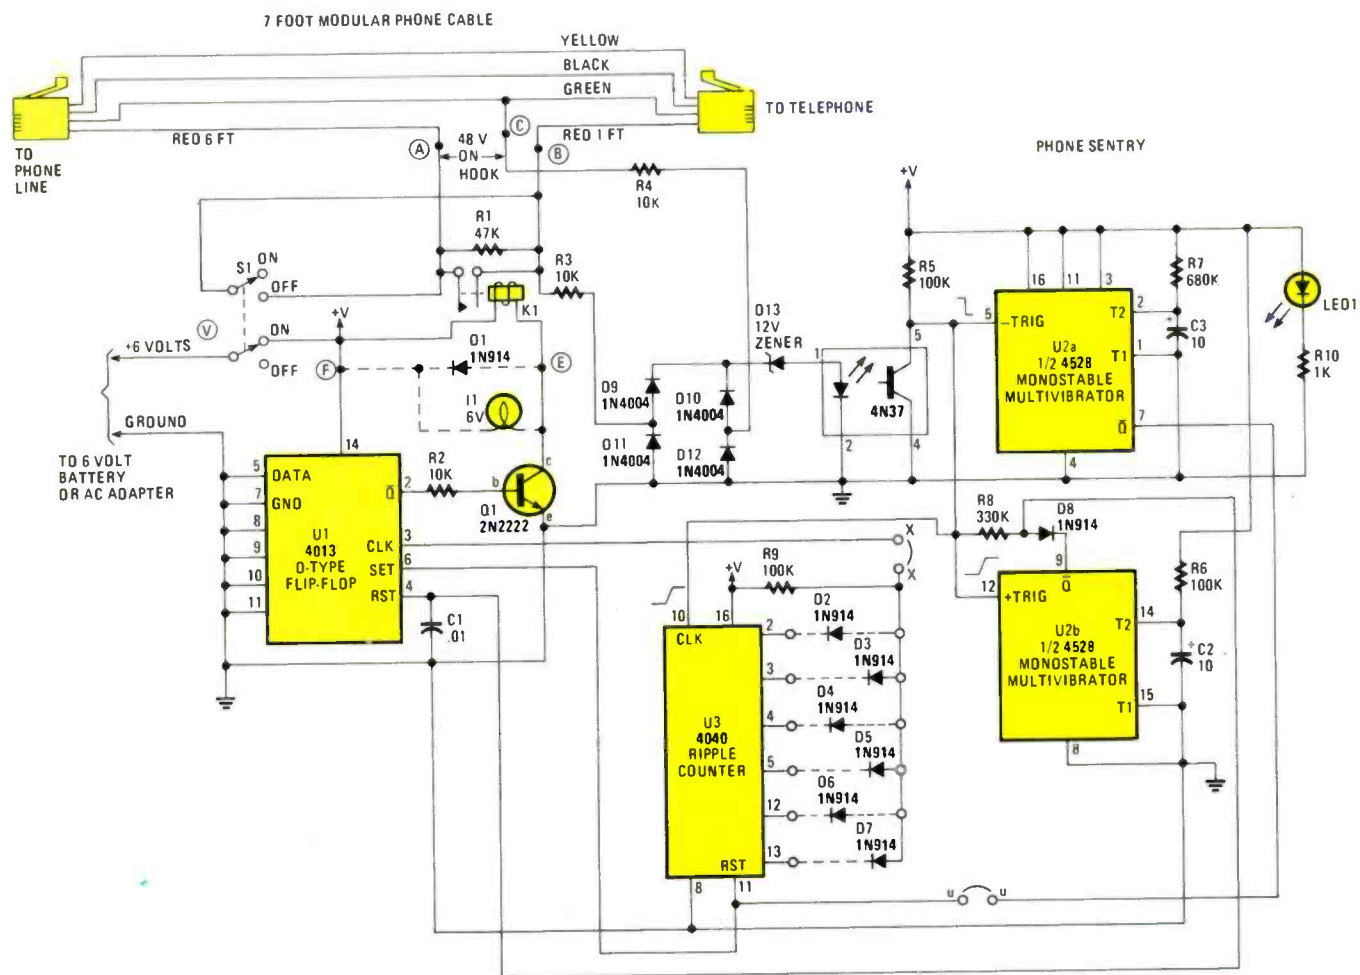 7 FOOT MODULAR PHONE CABLE
YELLOW
BLACK
GREEN
RED 6 FT
RED 1 FT
TO
PHONE
LINE
TO TELEPHONE
A
48 V
ON
HOOK
C
B
PHONE SENTRY
R4
10K
R1
47K
R3
10K
K1
S1
ON
OFF
V
+6 VOLTS
ON
OFF
+V
F
D1
1N914
E
I1
6V
GROUND
TO 6 VOLT
BATTERY
OR AC ADAPTER
14
5 DATA
7 GND
8
9
10
11
U1
4013
D-TYPE
FLIP-FLOP
Q 2
CLK 3
SET 6
RST 4
R2
10K
b
c
e
Q1
2N2222
C1
.01
D9
1N4004
D10
1N4004
D11
1N4004
D12
1N4004
D13
12V
ZENER
1
2
5
4
4N37
+V
R5
100K
5 -TRIG
16
11
3
U2a
1/2 4528
MONOSTABLE
MULTIVIBRATOR
T2 2
T1 1
Q 7
4
R7
680K
+
C3
10
LED1
R10
1K
R8
330K
D8
1N914
12 +TRIG
9
Q
U2b
1/2 4528
MONOSTABLE
MULTIVIBRATOR
T2 14
T1 15
8
R6
100K
+
C2
10
X
X
+V
R9
100K
10
CLK
16
U3
4040
RIPPLE
COUNTER
RST
8
11
2
3
4
5
12
13
D2
1N914
D3
1N914
D4
1N914
D5
1N914
D6
1N914
D7
1N914
u
u